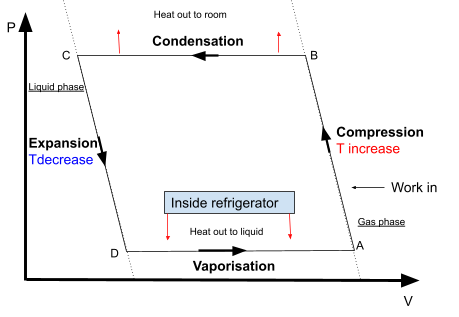 Heat out to room
P
Condensation
C
B
Liquid phase
Expansion
Tdecrease
Compression
T increase
Work in
Inside refrigerator
Gas phase
Heat out to liquid
D
A
Vaporisation
V